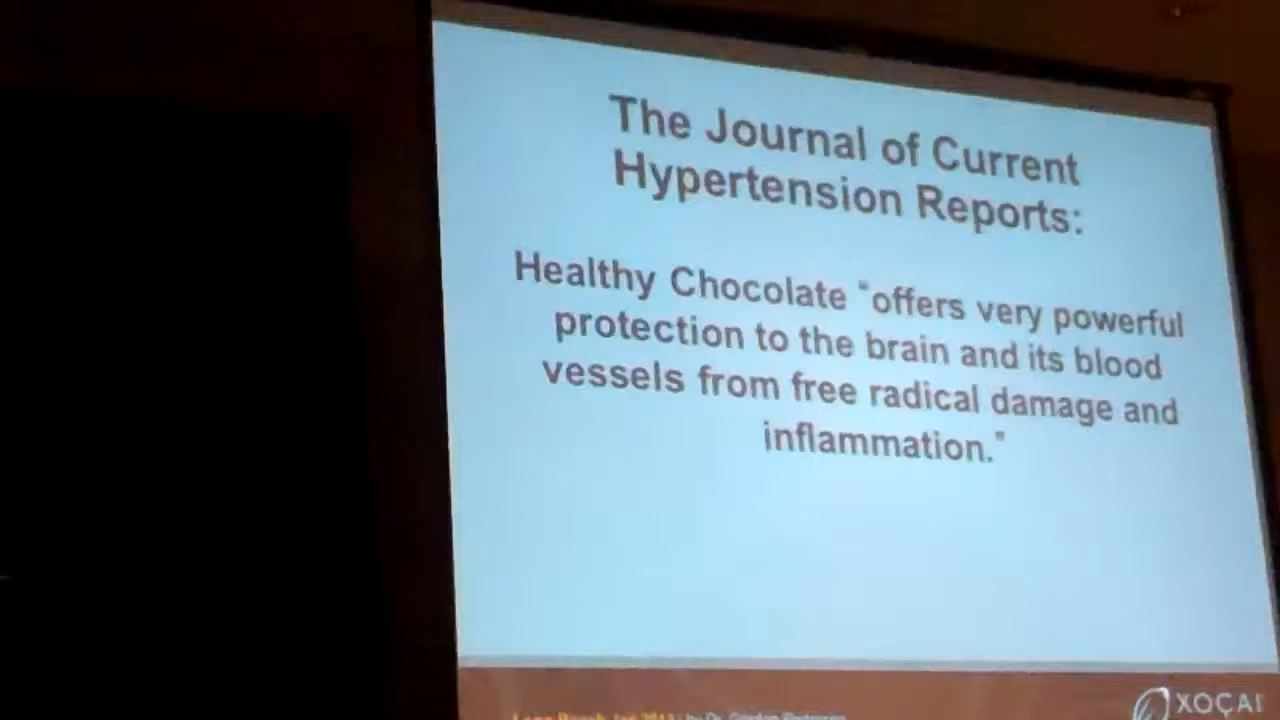 The Journal of Current
Hypertension Reports:
Healthy Chocolate "offers very powerful
protection to the brain and its blood
vessels from free radical damage and
inflammation."
XOÇAI